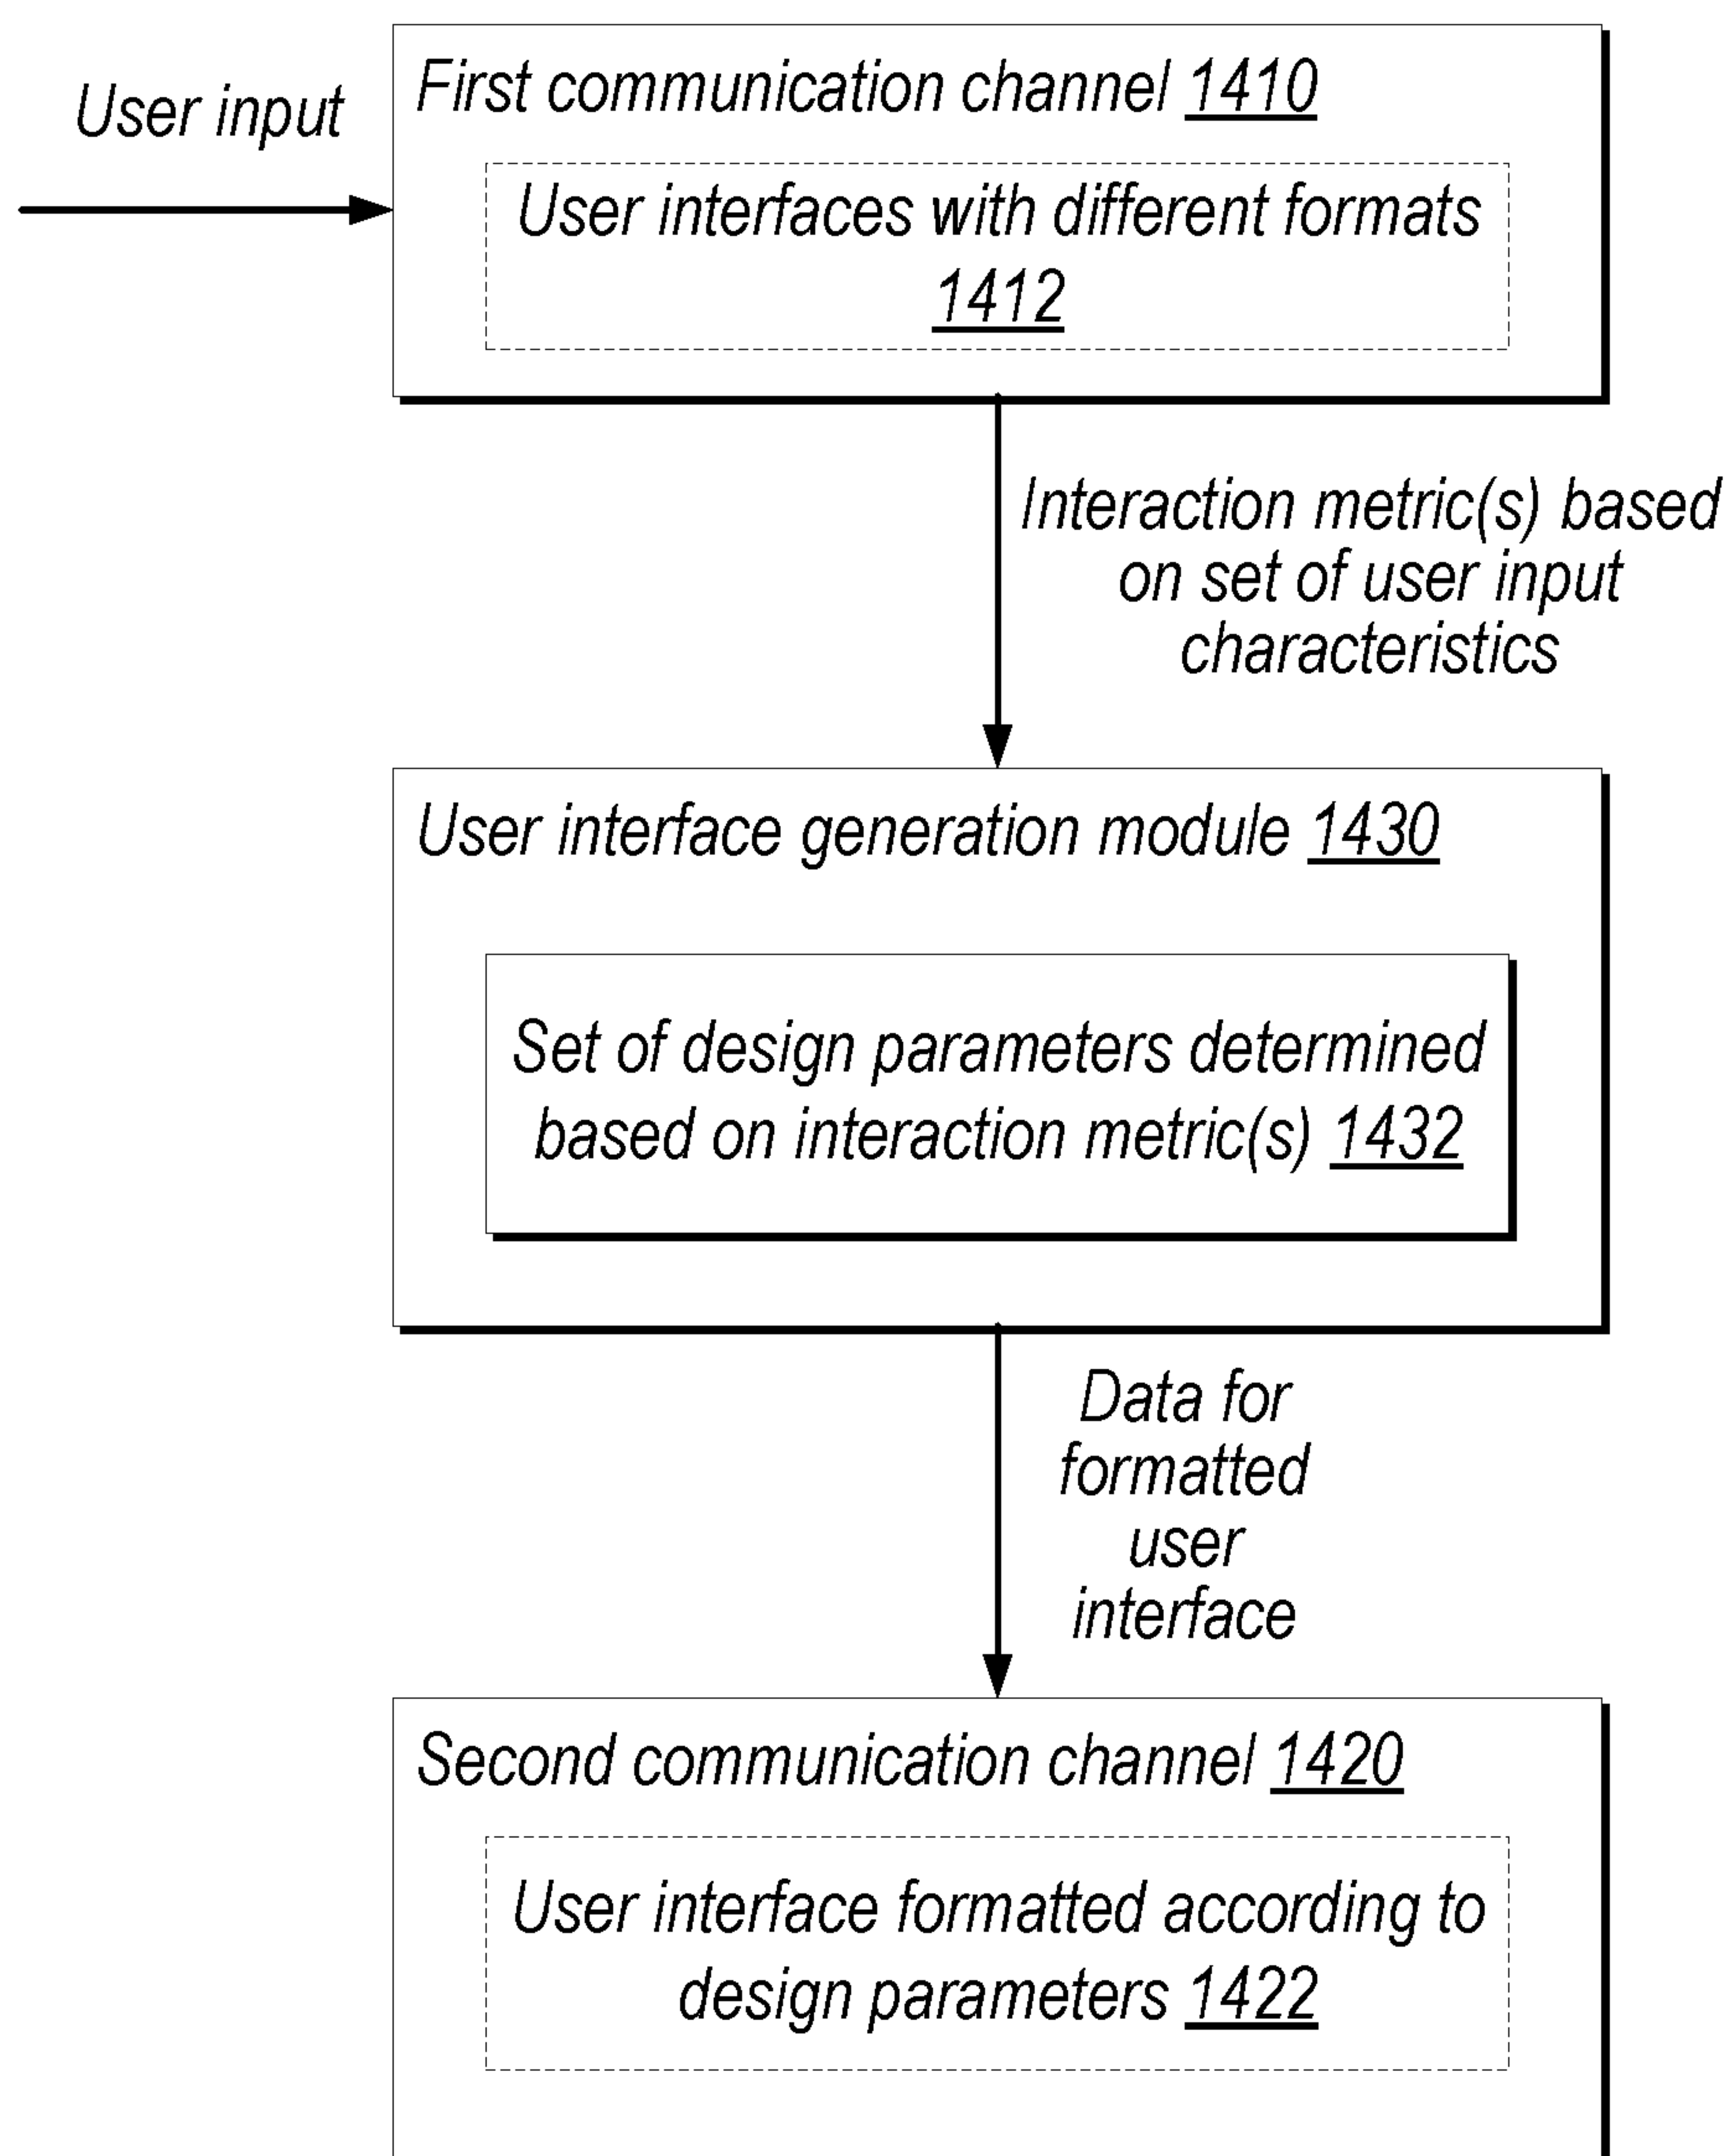 User input
First communication channel 1410
User interfaces with different formats
1412
Interaction metric(s) based
on set of user input
characteristics
User interface generation module 1430
Set of design parameters determined
based on interaction metric(s) 1432
Data for
formatted
user
interface
Second communication channel 1420
User interface formatted according to
design parameters 1422